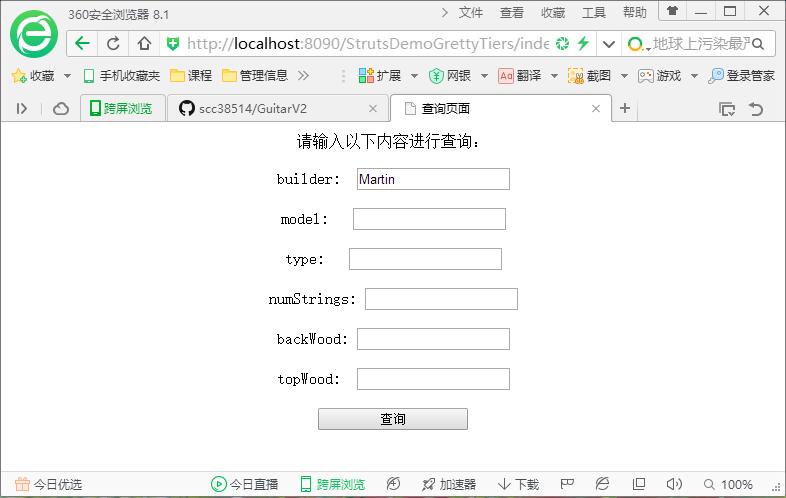 360安全浏览器 8.1 文件 查看 收藏 工具 帮助
http://localhost:8090/StrutsDemoGrettyTiers/inde 地球上污染最严
收藏 手机收藏夹 课程 管理信息 扩展 网银 Aa 翻译 截图 游戏 登录管家
跨屏浏览 scc38514/GuitarV2 查询页面
请输入以下内容进行查询:
builder: Martin
model:
type:
numStrings:
backWood:
topWood:
查询
今日优选 今日直播 跨屏浏览 加速器 下载 100%